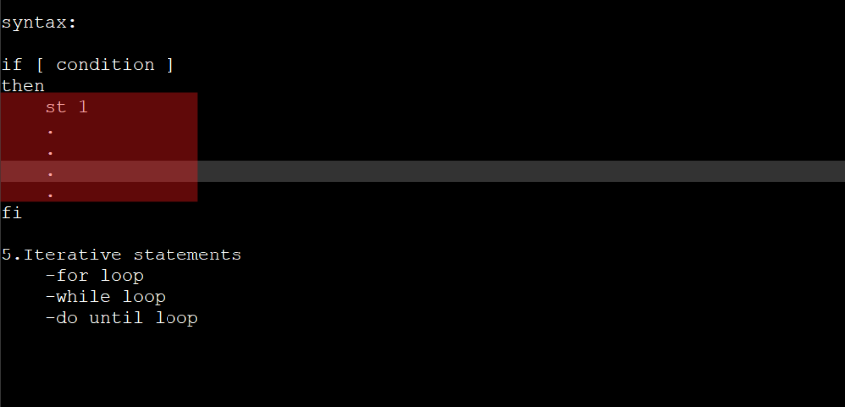 syntax:
if [ condition ]
then
st 1
.
.
.
.
fi
5.Iterative statements
-for loop
-while loop
-do until loop